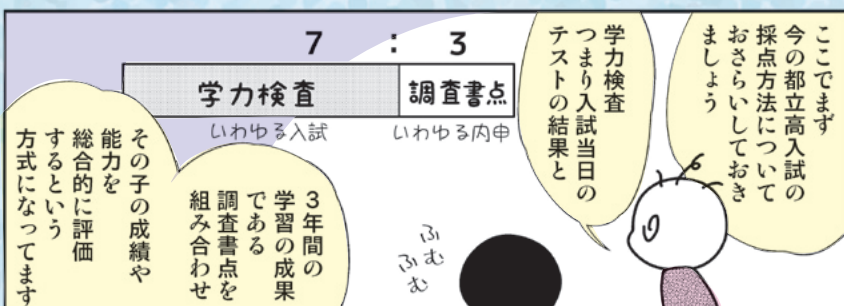 ここでまず
今の都立高入試の
採点方法について
おさらいしておき
ましょう
学力検査
つまり入試当日の
テストの結果と
7 : 3
学力検査 調査書点
いわゆる入試 いわゆる内申
3年間の
学習の成果
である
調査書点を
組み合わせ
その子の成績や
能力を
総合的に評価
するという
方式になってます
ふむ
ふむ